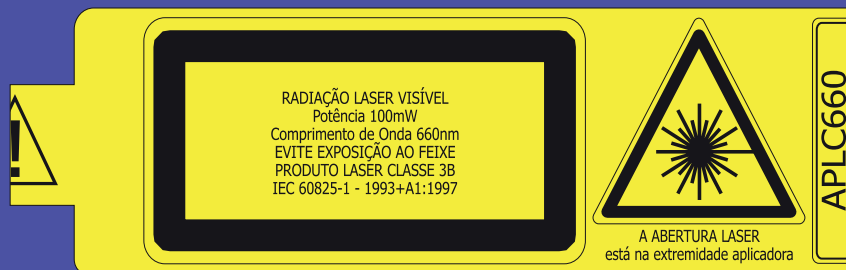 !
RADIAÇÃO LASER VISÍVEL
Potência 100mW
Comprimento de Onda 660nm
EVITE EXPOSIÇÃO AO FEIXE
PRODUTO LASER CLASSE 3B
IEC 60825-1 - 1993+A1:1997
A ABERTURA LASER
está na extremidade aplicadora
APLC660